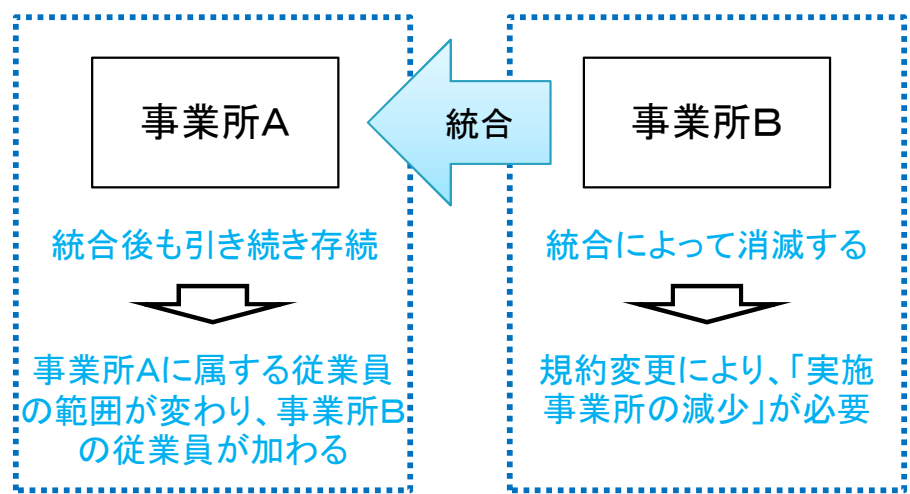 事業所A
統合
事業所B
統合後も引き続き存続
統合によって消滅する
事業所Aに属する従業員
の範囲が変わり、事業所B
の従業員が加わる
規約変更により、「実施
事業所の減少」が必要